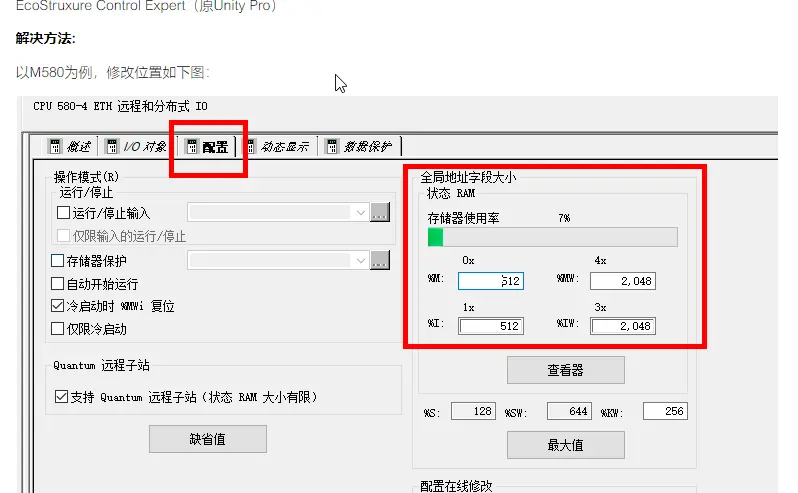 EcoStruxure Control Expert（原Unity Pro）
解决方法:
以M580为例，修改位置如下图：
CPU 580-4 ETH 远程和分布式 IO
概述 I/O 对象 配置 动态显示 数据保护
操作模式(R)
运行/停止
运行/停止输入 ...
仅限输入的运行/停止
存储器保护 ...
自动开始运行
冷启动时 %MWi 复位
仅限冷启动
Quantum 远程子站
支持 Quantum 远程子站（状态 RAM 大小有限）
缺省值
全局地址字段大小
状态 RAM
存储器使用率 7%
0x 4x
%M: 512 %MW: 2,048
1x 3x
%I: 512 %IW: 2,048
查看器
%S: 128 %SW: 644 %KW: 256
最大值
配置在线修改